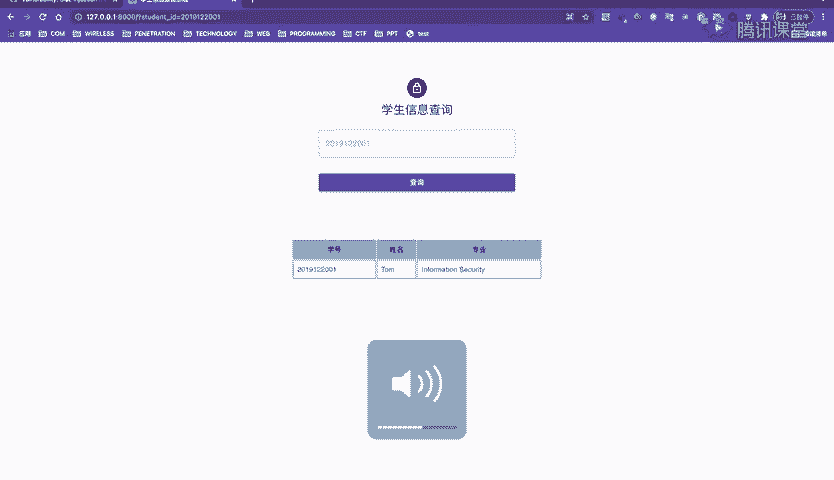 127.0.0.1:8000/?student_id=2019122001
应用 COM WIRELESS PENETRATION TECHNOLOGY WEB PROGRAMMING CTF PPT test
腾讯课堂
学生信息查询
2019122001
查询
学号 姓名 专业
2019122001 Tom Information Security